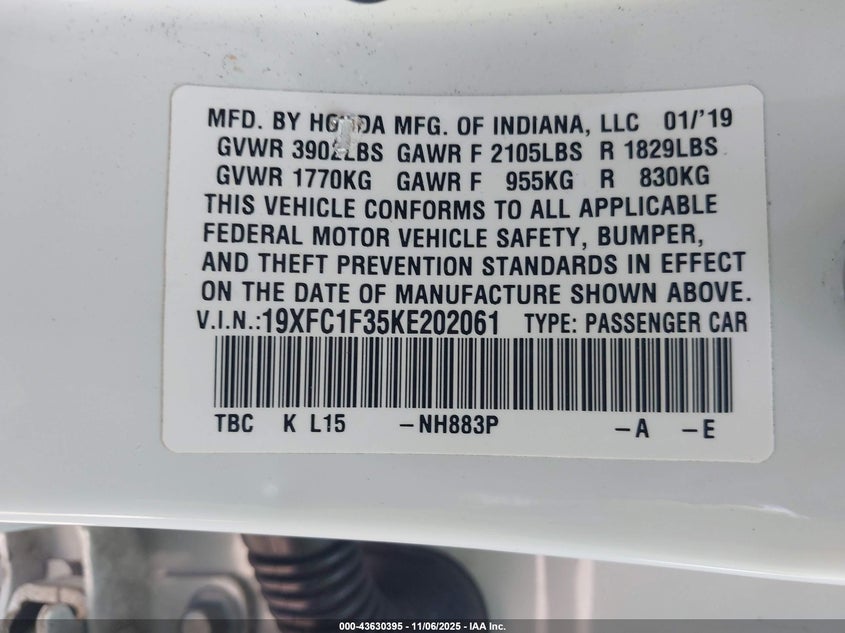 MFD. BY HONDA MFG. OF INDIANA, LLC 01/'19
GVWR 3902LBS GAWR F 2105LBS R 1829LBS
GVWR 1770KG GAWR F 955KG R 830KG
THIS VEHICLE CONFORMS TO ALL APPLICABLE
FEDERAL MOTOR VEHICLE SAFETY, BUMPER,
AND THEFT PREVENTION STANDARDS IN EFFECT
ON THE DATE OF MANUFACTURE SHOWN ABOVE.
V.I.N.:19XFC1F35KE202061 TYPE: PASSENGER CAR
TBC K L15 -NH883P -A -E
000-43630395 - 11/06/2025 - IAA Inc.